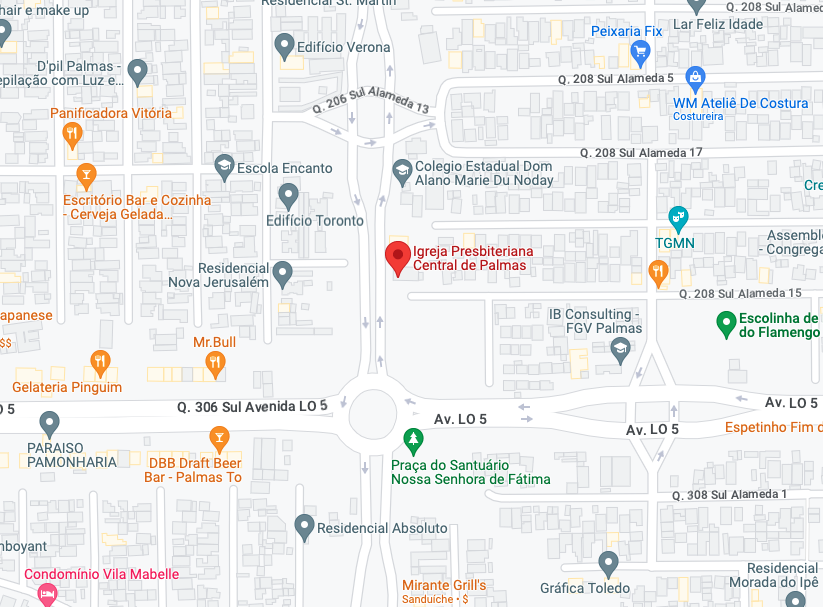 hair e make up
Residencial St. Martin
Lar Feliz Idade
Q. 208 Sul Alamed
Edifício Verona
Peixaria Fix
D'pil Palmas -
epilação com Luz e...
Q. 208 Sul Alameda 5
WM Ateliê De Costura
Costureira
Q. 206 Sul Alameda 13
Panificadora Vitória
Q. 208 Sul Alameda 17
Escola Encanto
Colegio Estadual Dom
Alano Marie Du Noday
Cre
Escritório Bar e Cozinha
- Cerveja Gelada...
Edifício Toronto
TGMN
Assemble
- Congrega
Igreja Presbiteriana
Central de Palmas
Residencial
Nova Jerusalém
Q. 208 Sul Alameda 15
apanese
$$
IB Consulting -
FGV Palmas
Escolinha de
do Flamengo
Mr.Bull
Gelateria Pinguim
O 5
Q. 306 Sul Avenida LO 5
Av. LO 5
Av. LO 5
Av. LO 5
Espetinho Fim d
PARAISO
PAMONHARIA
DBB Draft Beer
Bar - Palmas To
Praça do Santuário
Nossa Senhora de Fátima
Q. 308 Sul Alameda 1
Residencial Absoluto
mboyant
Condomínio Vila Mabelle
Mirante Grill's
Sanduíche • $
Gráfica Toledo
Residencial
Morada do Ipê